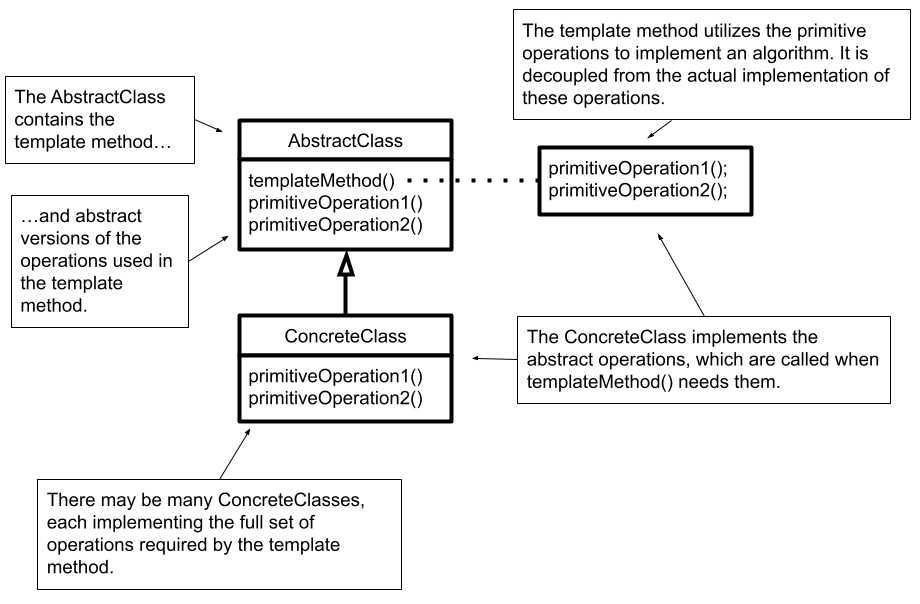 The template method utilizes the primitive
operations to implement an algorithm. It is
decoupled from the actual implementation of
these operations.
The AbstractClass
contains the
template method…
AbstractClass
templateMethod()
primitiveOperation1()
primitiveOperation2()
primitiveOperation1();
primitiveOperation2();
…and abstract
versions of the
operations used in
the template
method.
ConcreteClass
primitiveOperation1()
primitiveOperation2()
The ConcreteClass implements the
abstract operations, which are called when
templateMethod() needs them.
There may be many ConcreteClasses,
each implementing the full set of
operations required by the template
method.